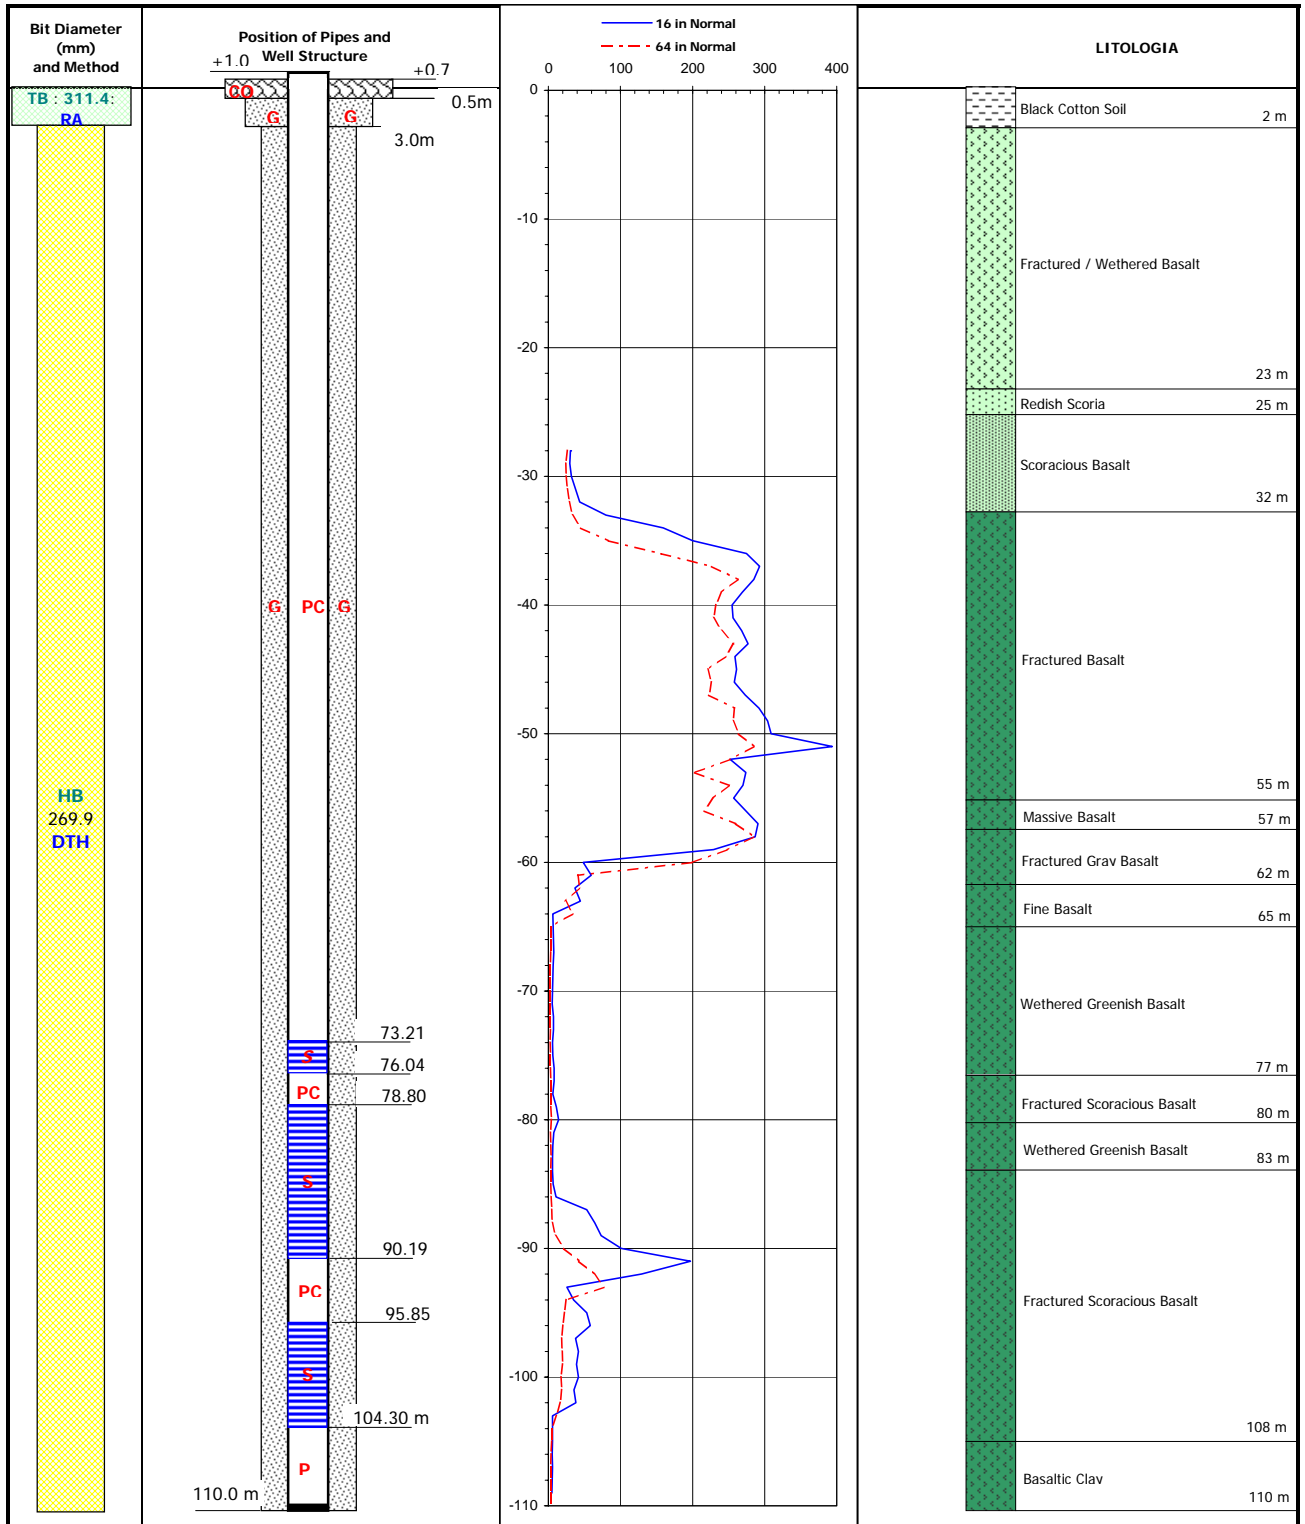 Bit Diameter
(mm)
and Method
Position of Pipes and
Well Structure
16 in Normal
64 in Normal
LITOLOGIA
+1.0
+0.7
0 100 200 300 400
TB : 311.4:
RA
CO
0.5m
G G
3.0m
0
-10
-20
-30
-40
-50
-60
-70
-80
-90
-100
-110
Black Cotton Soil
2 m
Fractured / Wethered Basalt
23 m
Redish Scoria
25 m
Scoracious Basalt
32 m
G PC G
Fractured Basalt
55 m
HB
269.9
DTH
Massive Basalt
57 m
Fractured Grav Basalt
62 m
Fine Basalt
65 m
Wethered Greenish Basalt
77 m
73.21
S
76.04
PC
78.80
Fractured Scoracious Basalt
80 m
Wethered Greenish Basalt
83 m
S
90.19
PC
95.85
Fractured Scoracious Basalt
108 m
S
104.30 m
P
110.0 m
Basaltic Clav
110 m